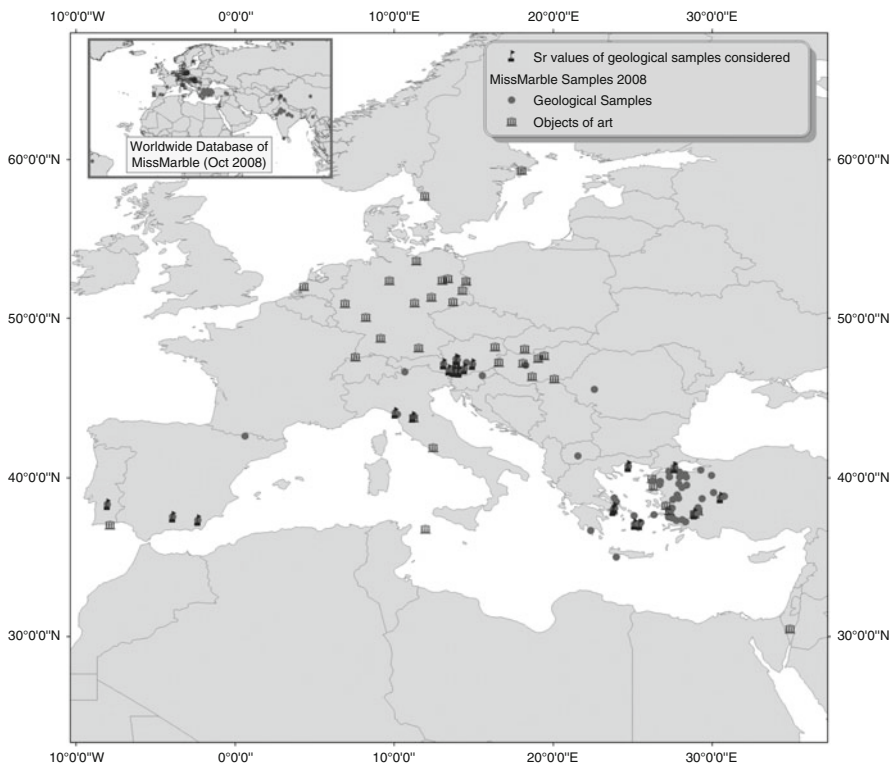 10°0'0"W 0°0'0" 10°0'0"E 20°0'0"E 30°0'0"E
Sr values of geological samples considered
MissMarble Samples 2008
Geological Samples
Objects of art
Worldwide Database of
MissMarble (Oct 2008)
60°0'0"N 60°0'0"N
50°0'0"N 50°0'0"N
40°0'0"N 40°0'0"N
30°0'0"N 30°0'0"N
10°0'0"W 0°0'0" 10°0'0"E 20°0'0"E 30°0'0"E